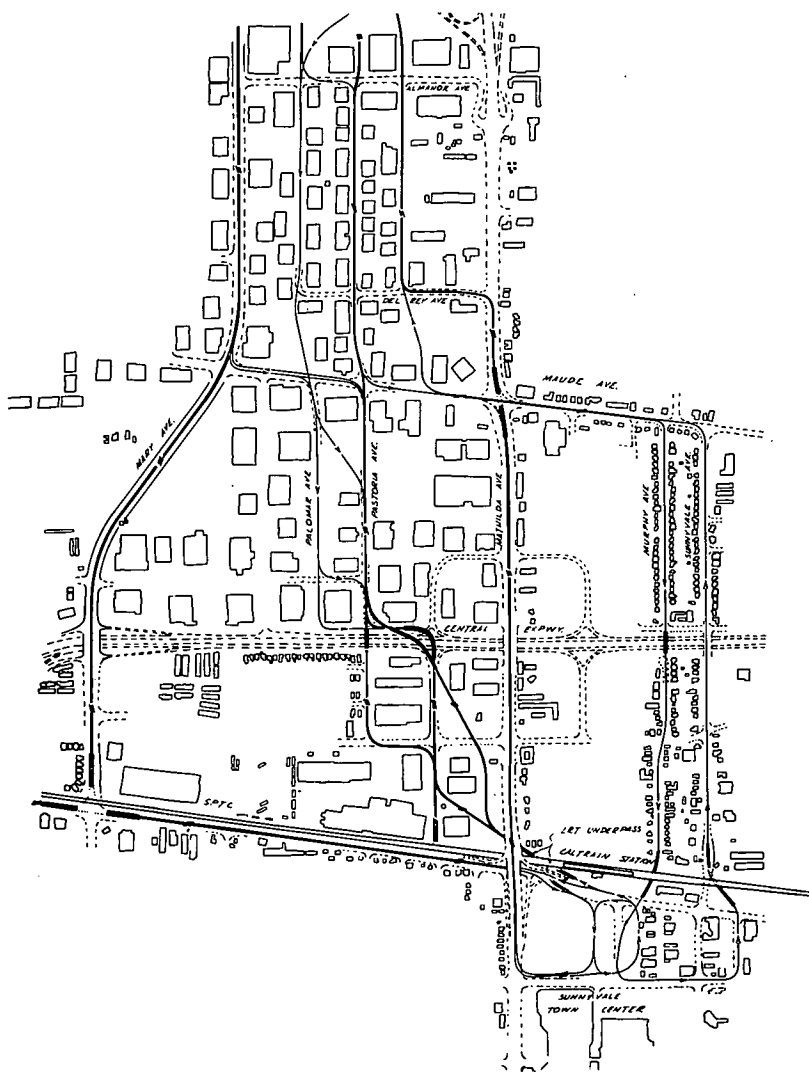 ALMANOR AVE.
DEL REY AVE
MAUDE AVE.
MARY AVE.
PALOMAR AVE
PASTORIA AVE.
MATHILDA AVE
MURPHY AVE
SUNNYVALE AVE.
CENTRAL EXPWY.
S.P.T.C.
LRT UNDERPASS
CALTRAIN STATION
SUNNYVALE
TOWN CENTER